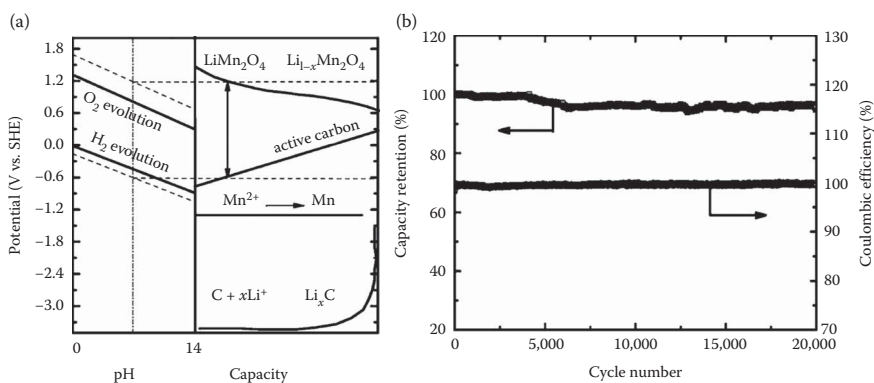 (a)
1.8
1.2
0.6
0.0
−0.6
−1.2
−1.8
−2.4
−3.0
Potential (V vs. SHE)
O2 evolution
H2 evolution
LiMn2O4 Li1−xMn2O4
active carbon
Mn2+ Mn
C + xLi+ LixC
0 14
pH Capacity
(b)
120
100
80
60
40
20
Capacity retention (%)
130
120
110
100
90
80
70
Coulombic efficiency (%)
0 5,000 10,000 15,000 20,000
Cycle number